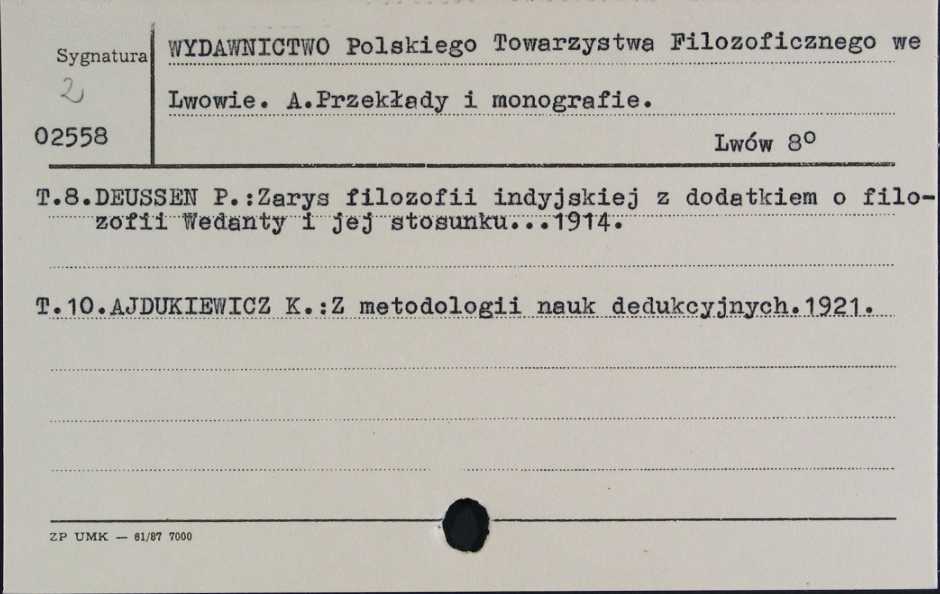 Sygnatura
2
02558
WYDAWNICTWO Polskiego Towarzystwa Filozoficznego we
Lwowie. A.Przekłady i monografie.
Lwów 8º
T.8.DEUSSEN P.:Zarys filozofii indyjskiej z dodatkiem o filo-
zofii Wedanty i jej stosunku...1914.
T.10.AJDUKIEWICZ K.:Z metodologii nauk dedukcyjnych.1921.
ZP UMK — 61/87 7000